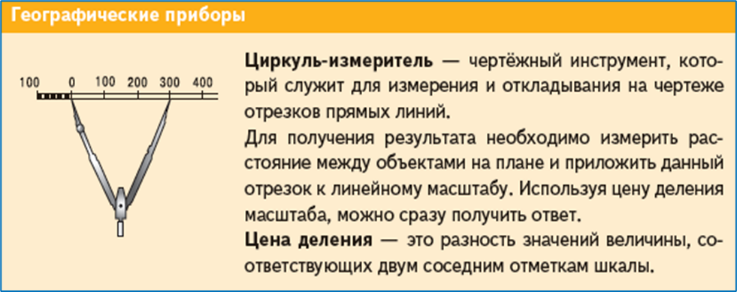 Географические приборы
100 0 100 200 300 400
Циркуль-измеритель — чертёжный инструмент, кото-
рый служит для измерения и откладывания на чертеже
отрезков прямых линий.
Для получения результата необходимо измерить рас-
стояние между объектами на плане и приложить данный
отрезок к линейному масштабу. Используя цену деления
масштаба, можно сразу получить ответ.
Цена деления — это разность значений величины, со-
ответствующих двум соседним отметкам шкалы.